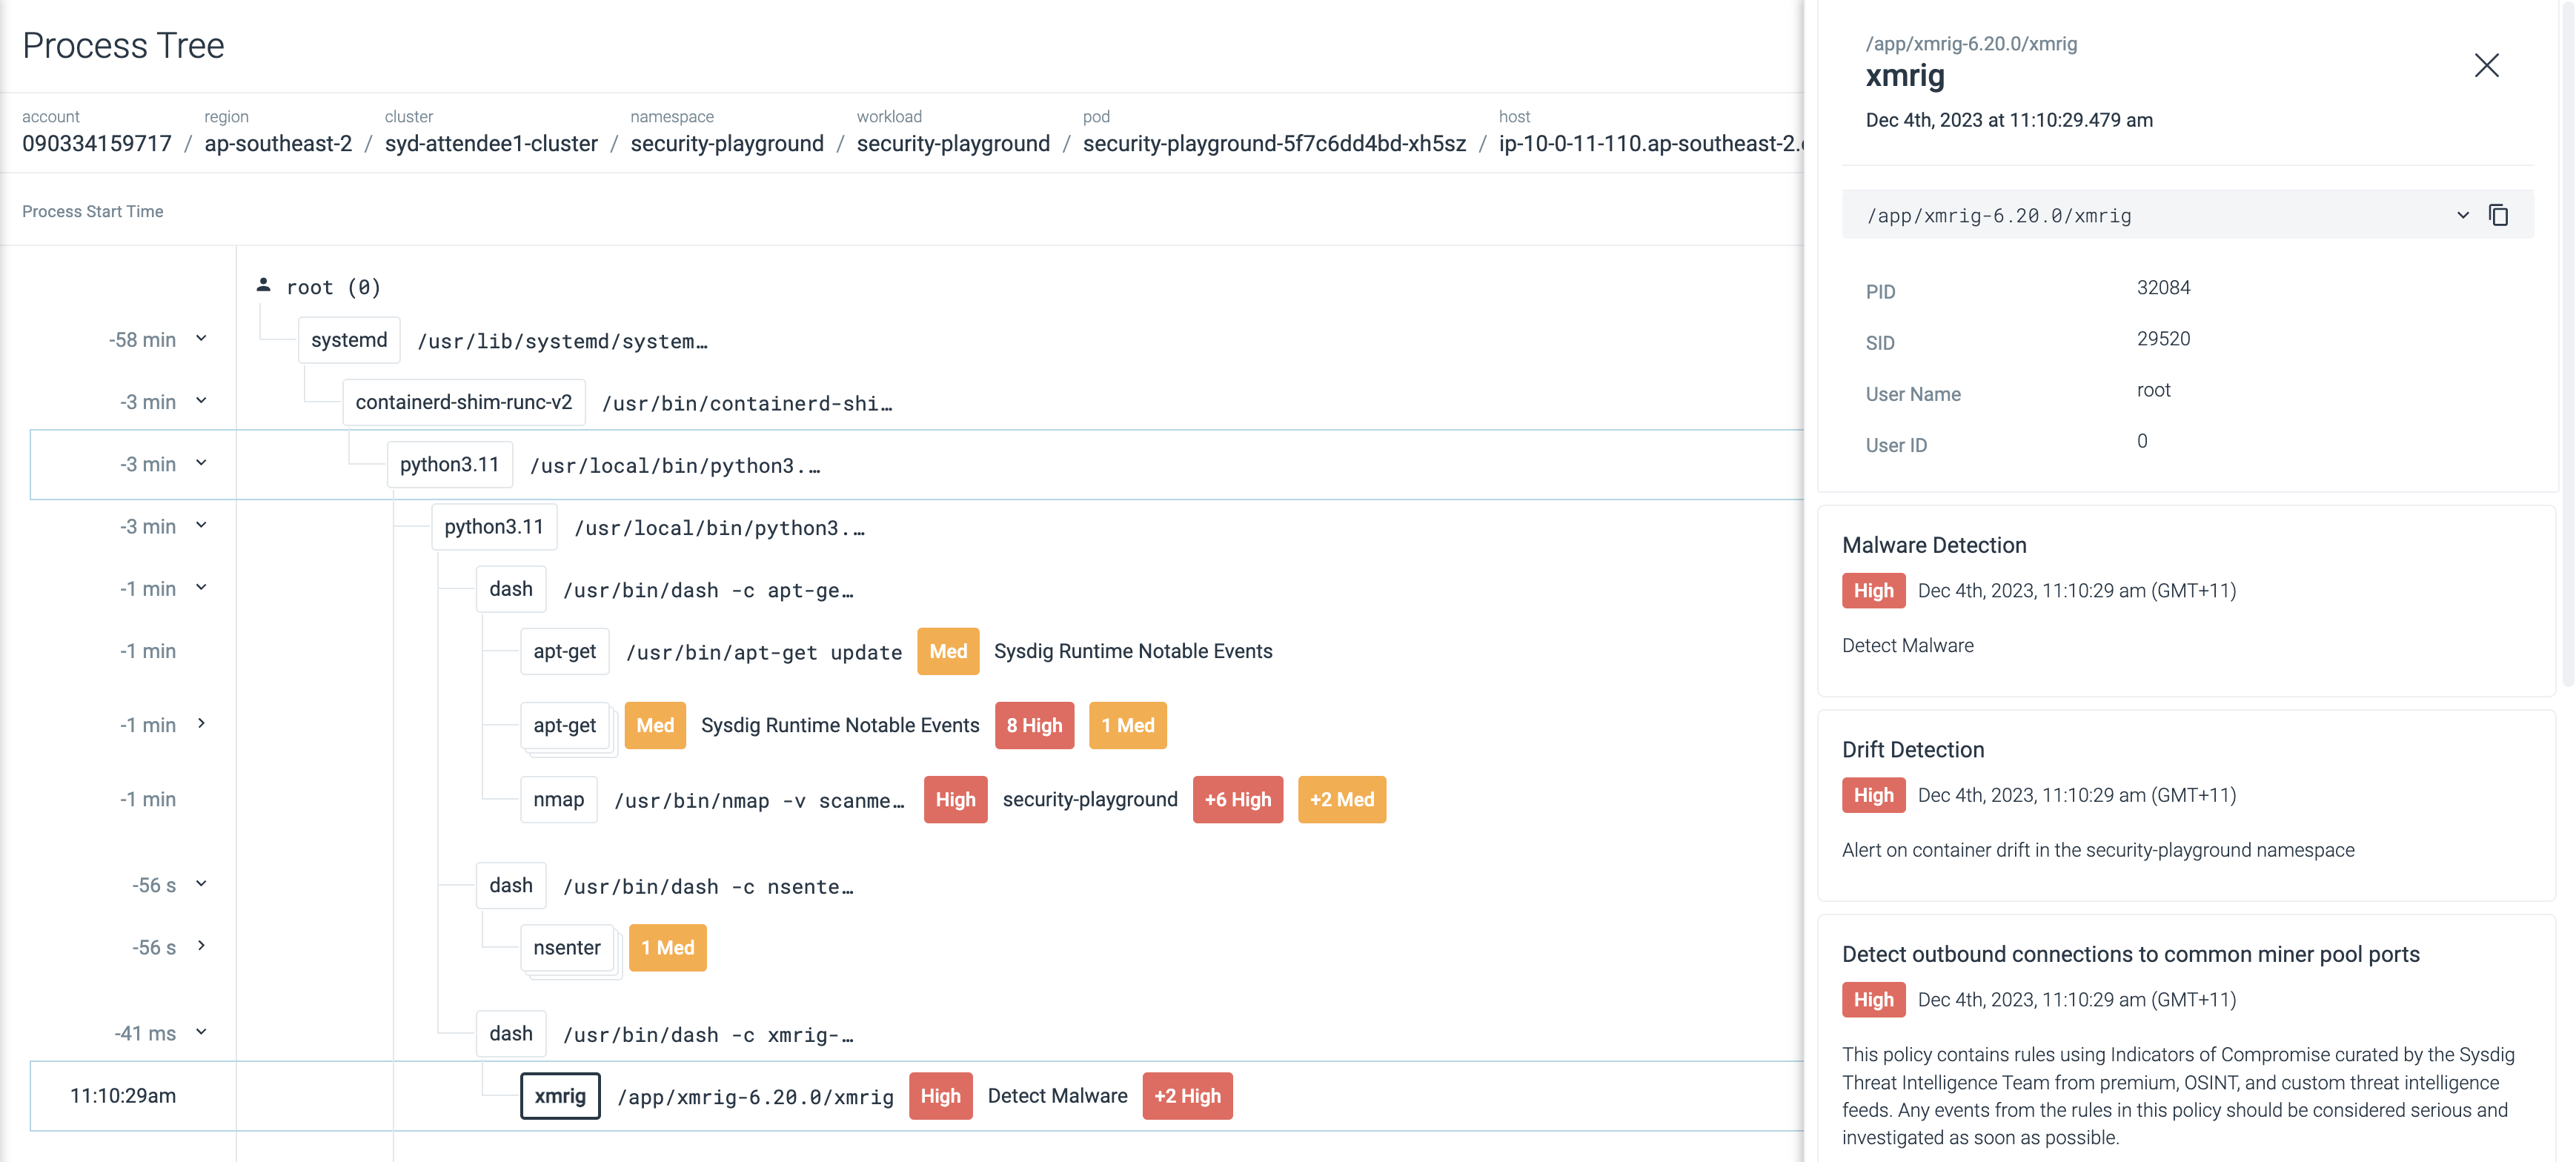 Process Tree
account region cluster namespace workload pod host
090334159717 / ap-southeast-2 / syd-attendee1-cluster / security-playground / security-playground / security-playground-5f7c6dd4bd-xh5sz / ip-10-0-11-110.ap-southeast-2.
Process Start Time
root (0)
-58 min systemd /usr/lib/systemd/system…
-3 min containerd-shim-runc-v2 /usr/bin/containerd-shi…
-3 min python3.11 /usr/local/bin/python3.…
-3 min python3.11 /usr/local/bin/python3.…
-1 min dash /usr/bin/dash -c apt-ge…
-1 min apt-get /usr/bin/apt-get update Med Sysdig Runtime Notable Events
-1 min apt-get Med Sysdig Runtime Notable Events 8 High 1 Med
-1 min nmap /usr/bin/nmap -v scanme… High security-playground +6 High +2 Med
-56 s dash /usr/bin/dash -c nsente…
-56 s nsenter 1 Med
-41 ms dash /usr/bin/dash -c xmrig-…
11:10:29am xmrig /app/xmrig-6.20.0/xmrig High Detect Malware +2 High
/app/xmrig-6.20.0/xmrig
xmrig
Dec 4th, 2023 at 11:10:29.479 am
/app/xmrig-6.20.0/xmrig
PID 32084
SID 29520
User Name root
User ID 0
Malware Detection
High Dec 4th, 2023, 11:10:29 am (GMT+11)
Detect Malware
Drift Detection
High Dec 4th, 2023, 11:10:29 am (GMT+11)
Alert on container drift in the security-playground namespace
Detect outbound connections to common miner pool ports
High Dec 4th, 2023, 11:10:29 am (GMT+11)
This policy contains rules using Indicators of Compromise curated by the Sysdig
Threat Intelligence Team from premium, OSINT, and custom threat intelligence
feeds. Any events from the rules in this policy should be considered serious and
investigated as soon as possible.